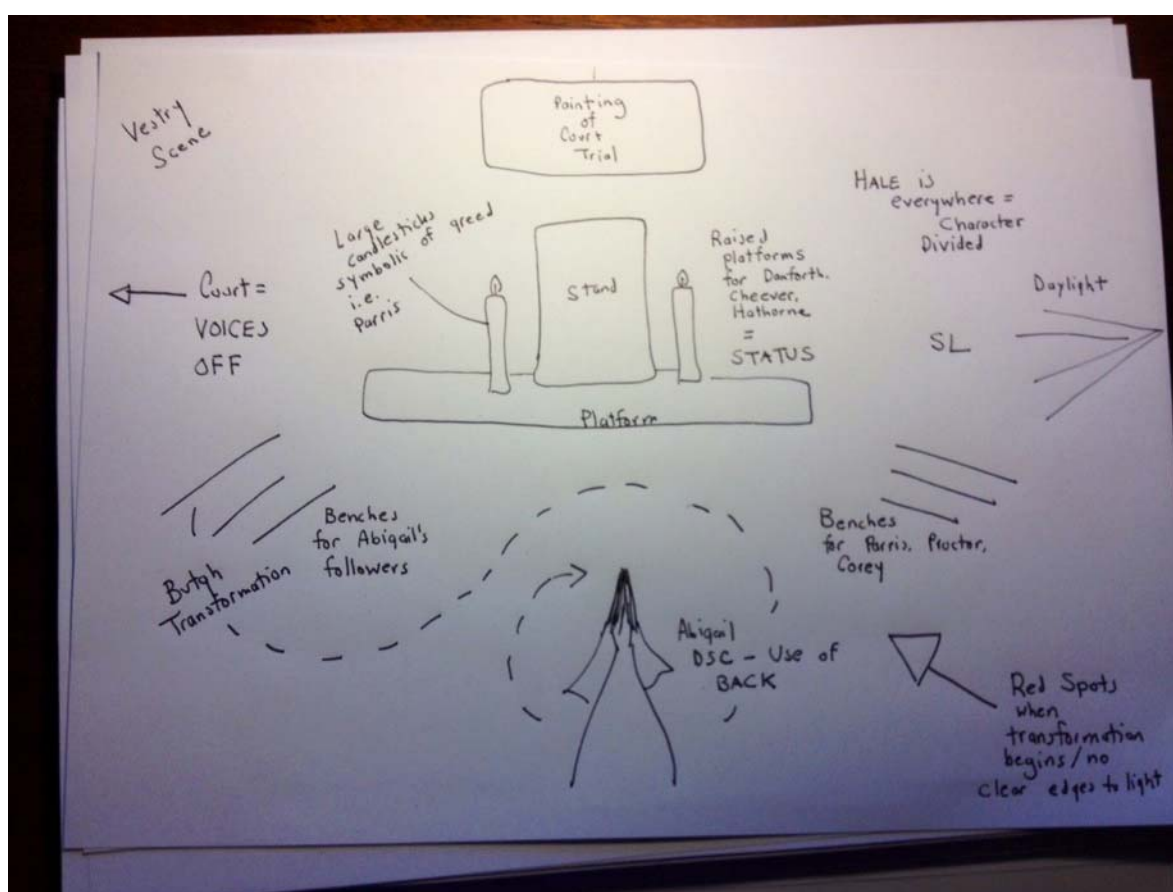 Vestry
Scene
Painting
of
Court
Trial
Large
candlesticks
symbolic of greed
i.e.
Parris
Stand
Raised
platforms
for Danforth.
Cheever,
Hathorne
=
STATUS
HALE is
everywhere =
Character
Divided
Court =
VOICES
OFF
Daylight
SL
Platform
Benches
for Abigail's
followers
Butoh
Transformation
Benches
for Parris, Proctor,
Corey
Abigail
DSC - Use of
BACK
Red Spots
when
transformation
begins/no
clear edges to light